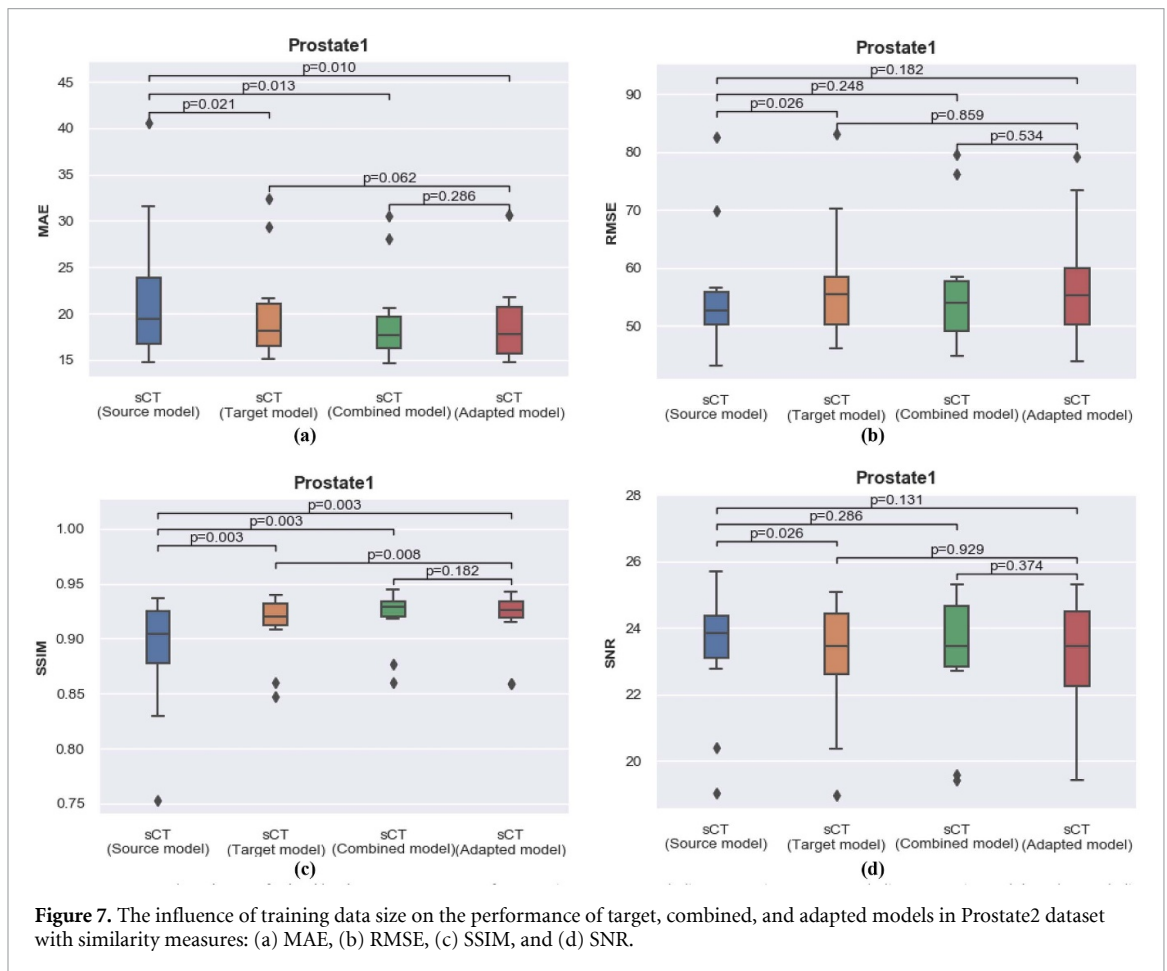 Prostate1
p=0.010
p=0.013
p=0.021
p=0.062
p=0.286
45
40
35
30
25
20
15
MAE
sCT sCT sCT sCT
(Source model) (Target model) (Combined model) (Adapted model)
(a)
Prostate1
p=0.182
p=0.248
p=0.026
p=0.859
p=0.534
90
80
70
60
50
RMSE
sCT sCT sCT sCT
(Source model) (Target model) (Combined model) (Adapted model)
(b)
Prostate1
p=0.003
p=0.003
p=0.003
p=0.008
p=0.182
1.00
0.95
0.90
0.85
0.80
0.75
SSIM
sCT sCT sCT sCT
(Source model) (Target model) (Combined model)(Adapted model)
(c)
Prostate1
p=0.131
p=0.286
p=0.026
p=0.929
p=0.374
28
26
24
22
20
SNR
sCT sCT sCT sCT
(Source model) (Target model) (Combined model) (Adapted model)
(d)
Figure 7. The influence of training data size on the performance of target, combined, and adapted models in Prostate2 dataset
with similarity measures: (a) MAE, (b) RMSE, (c) SSIM, and (d) SNR.